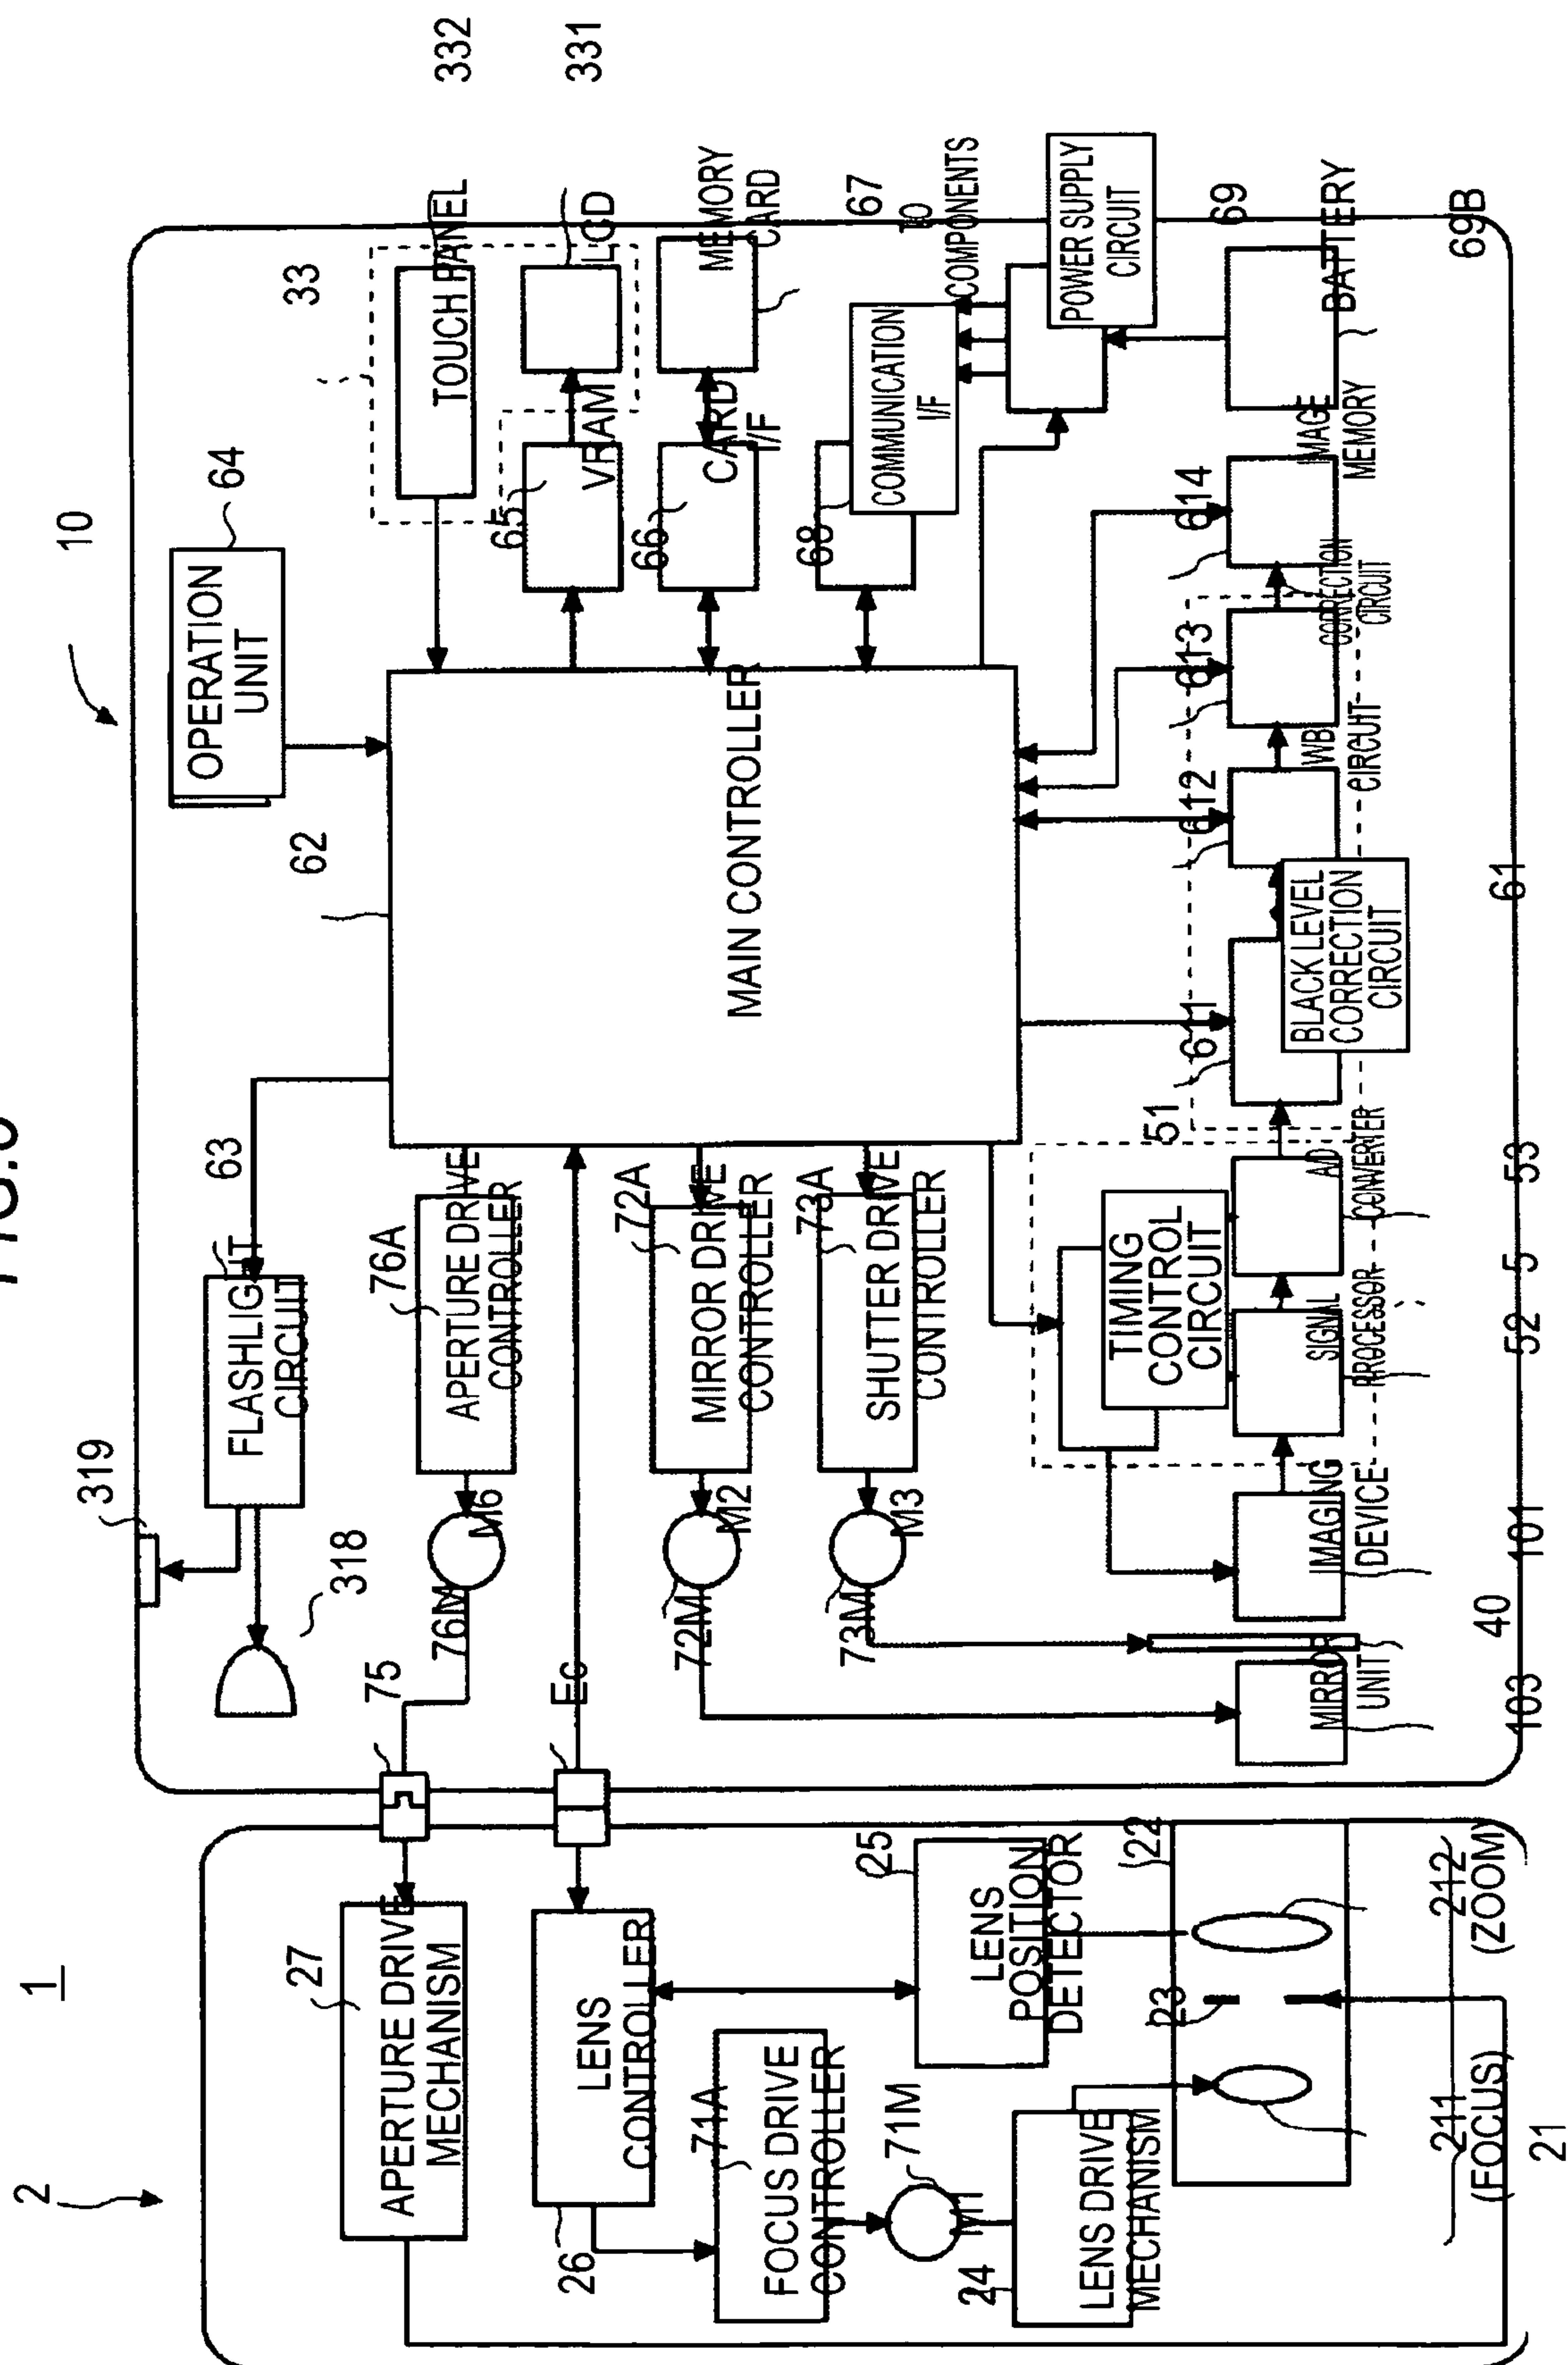 1
2
10
319
318
FLASHLIGHT
CIRCUIT
63
62
OPERATION
UNIT
64
33
TOUCH PANEL
332
LCD
331
65
VRAM
66
CARD
I/F
MEMORY
CARD
67
68
COMMUNICATION
I/F
TO
COMPONENTS
POWER SUPPLY
CIRCUIT
69
BATTERY
69B
MAIN CONTROLLER
75
76M
M6
76A
APERTURE DRIVE
CONTROLLER
Ec
72M
M2
72A
MIRROR DRIVE
CONTROLLER
73M
M3
73A
SHUTTER DRIVE
CONTROLLER
51
TIMING
CONTROL
CIRCUIT
MIRROR
UNIT
103
40
IMAGING
DEVICE
101
SIGNAL
PROCESSOR
52
5
A/D
CONVERTER
53
611
BLACK LEVEL
CORRECTION
CIRCUIT
61
612
WB
CIRCUIT
613
CORRECTION
CIRCUIT
614
IMAGE
MEMORY
27
APERTURE DRIVE
MECHANISM
26
LENS
CONTROLLER
25
LENS
POSITION
DETECTOR
71A
FOCUS DRIVE
CONTROLLER
71M
24
LENS DRIVE
MECHANISM
22
23
212
(ZOOM)
211
(FOCUS)
21